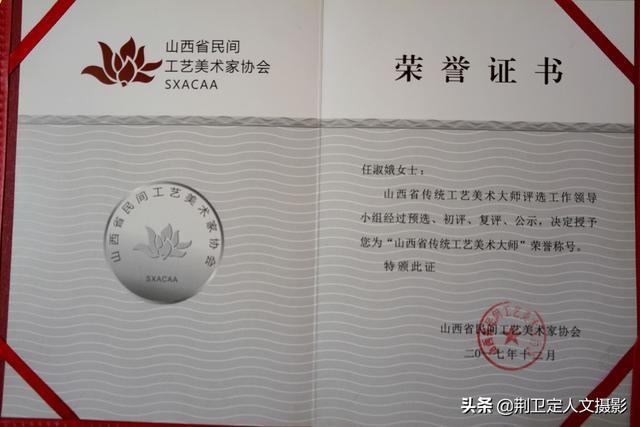 山西省民间
工艺美术家协会
SXACAA
山西省民间工艺美术家协会
SXACAA
荣誉证书
任淑娥女士：
山西省传统工艺美术大师评选工作领导
小组经过预选、初评、复评、公示，决定授予
您为“山西省传统工艺美术大师”荣誉称号。
特颁此证
山西省民间工艺美术家协会
二〇一七年十二月
头条 @荆卫定人文摄影